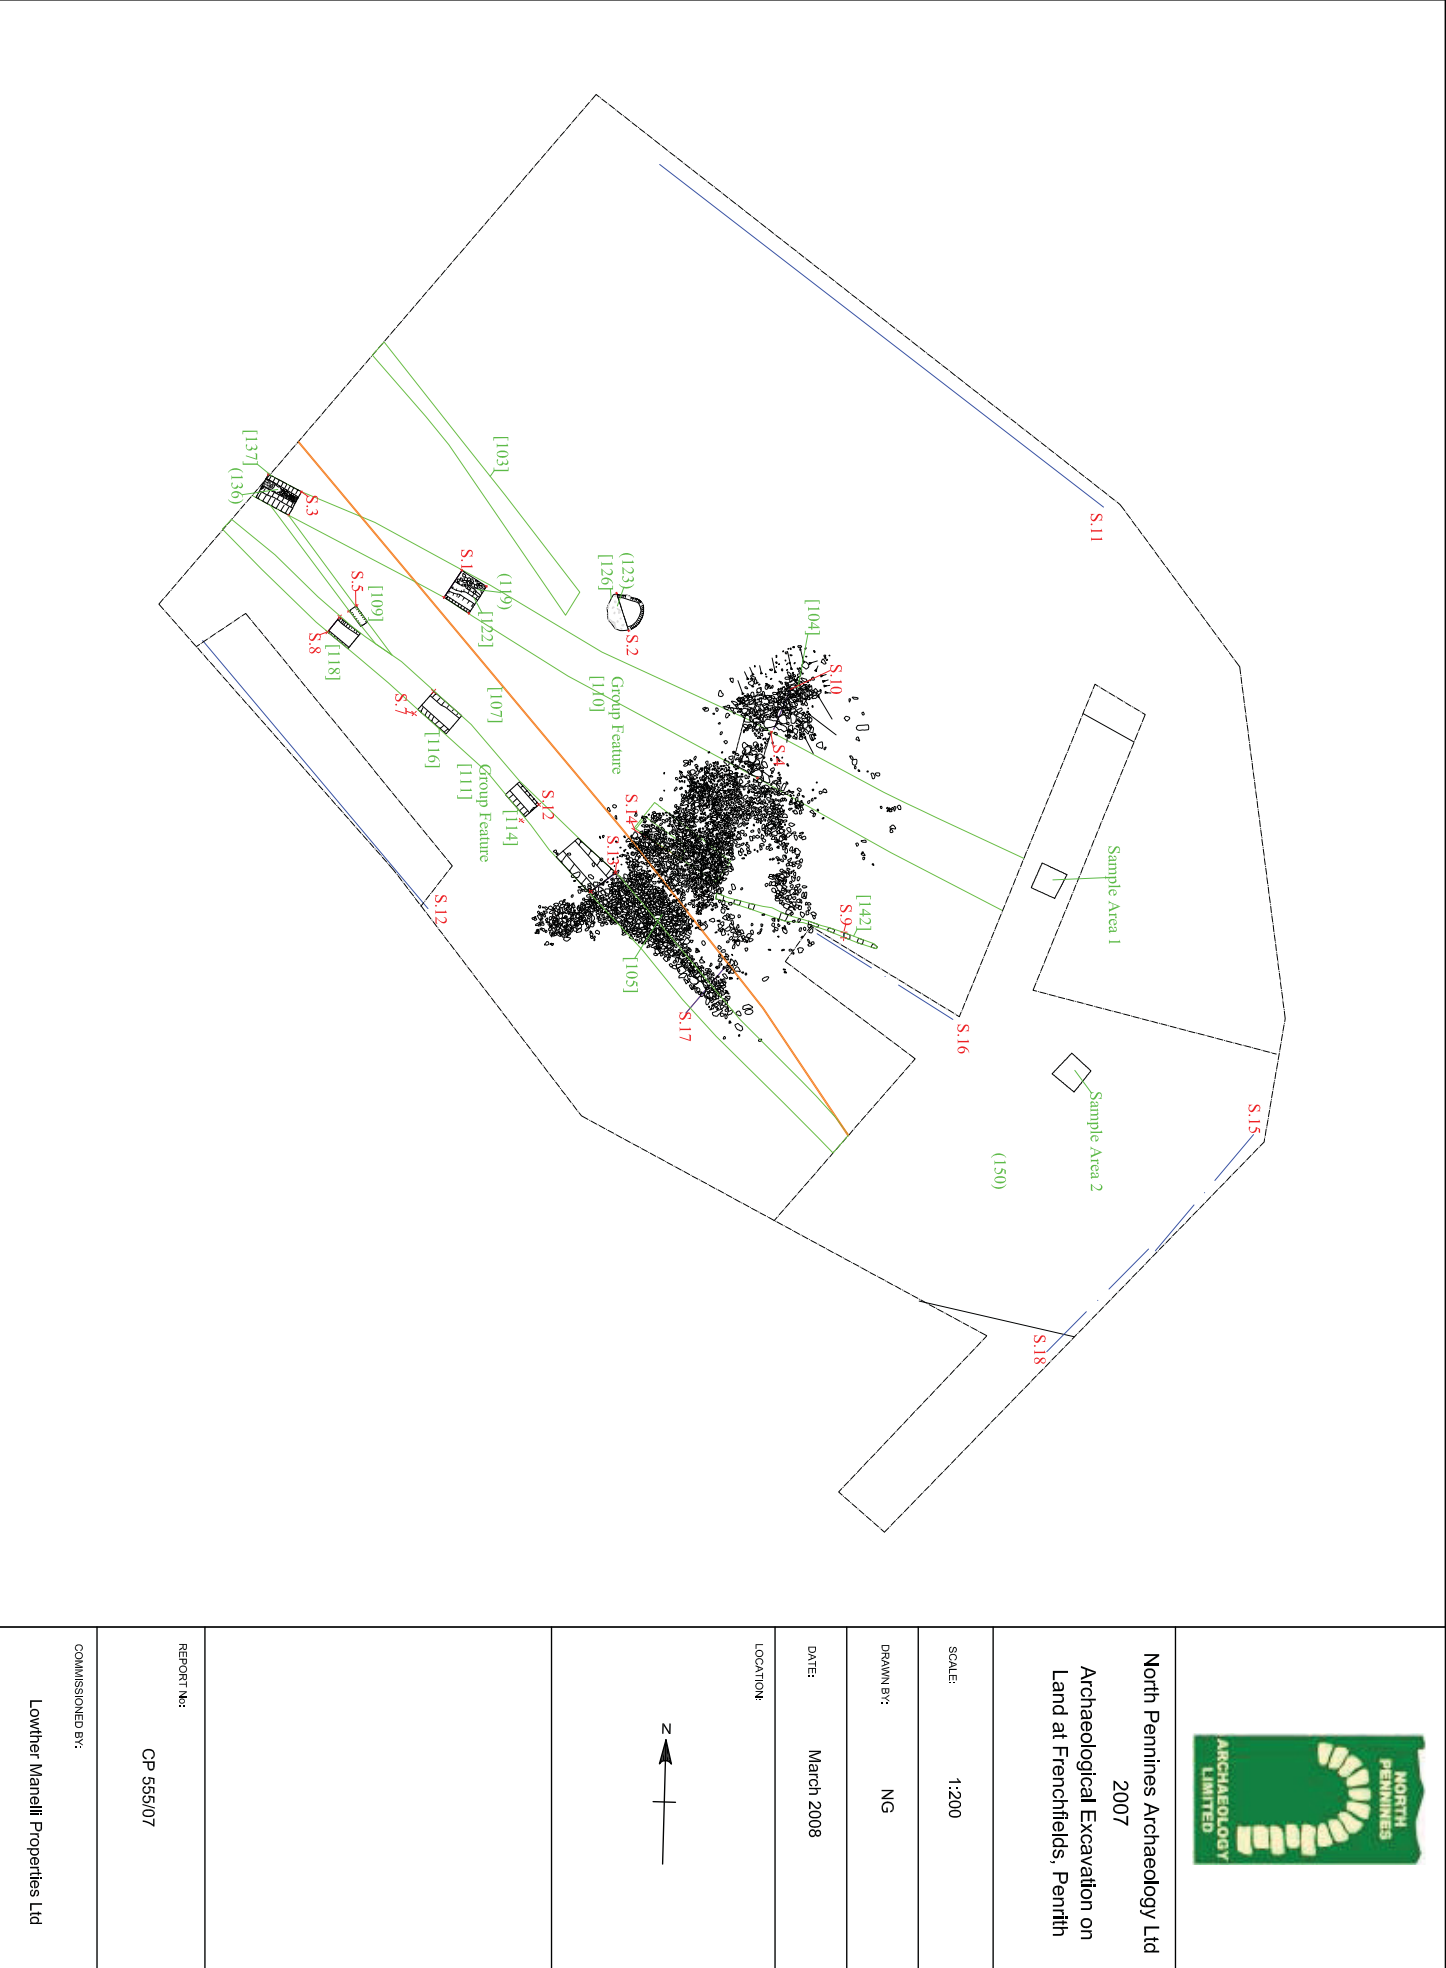 [103]
[137]
(136)
S.3
S.1
(119)
[122]
(123)
[126]
S.2
[104]
S.10
S.11
S.5
[109]
S.8
[118]
S.7
[107]
[116]
Group Feature
[110]
Group Feature
[111]
S.12
[114]
S.4
S.14
S.13
[105]
S.17
S.12
[142]
S.9
S.16
Sample Area 1
Sample Area 2
(150)
S.15
S.18
NORTH
PENNINES
ARCHAEOLOGY
LIMITED
North Pennines Archaeology Ltd
2007
Archaeological Excavation on
Land at Frenchfields, Penrith
SCALE: 1:200
DRAWN BY: NG
DATE: March 2008
LOCATION:
N
REPORT No:
CP 555/07
COMMISSIONED BY:
Lowther Manelli Properties Ltd